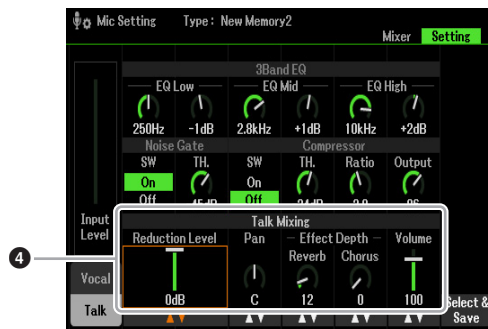 Mic Setting Type : New Memory2
Mixer Setting
3Band EQ
EQ Low EQ Mid EQ High
250Hz -1dB 2.8kHz +1dB 10kHz +2dB
Noise Gate Compressor
SW TH. SW TH. Ratio Output
On On
Off Off
Input Level
Talk Mixing
Reduction Level Pan Effect Depth Volume
Reverb Chorus
0dB C 12 0 100
4
Vocal
Talk
Select & Save